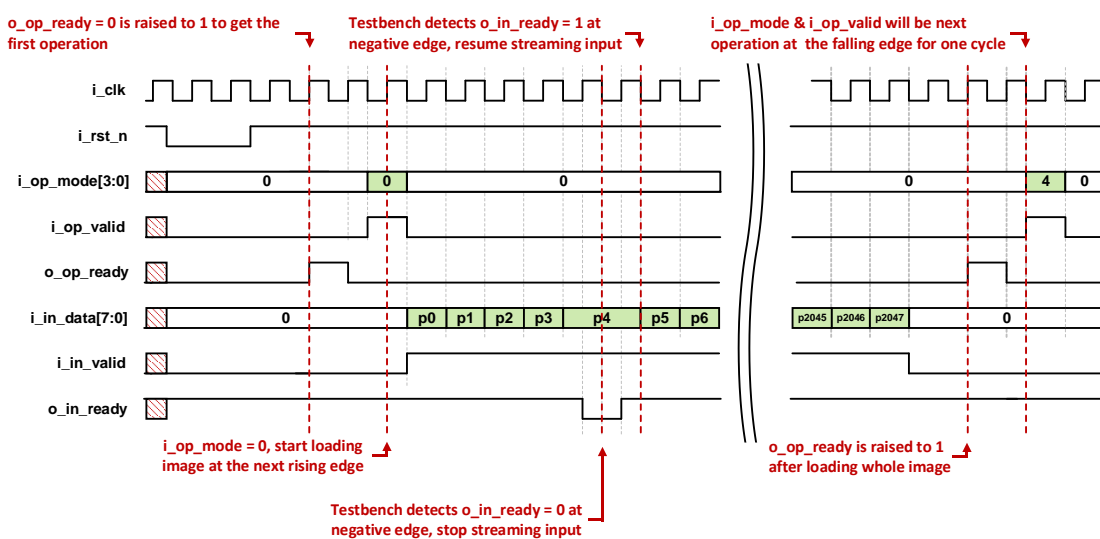 o_op_ready = 0 is raised to 1 to get the
first operation
Testbench detects o_in_ready = 1 at
negative edge, resume streaming input
i_op_mode & i_op_valid will be next
operation at the falling edge for one cycle
i_clk
i_rst_n
i_op_mode[3:0] 0 0 0 0 4 0
i_op_valid
o_op_ready
i_in_data[7:0] 0 p0 p1 p2 p3 p4 p5 p6 p2045 p2046 p2047 0
i_in_valid
o_in_ready
i_op_mode = 0, start loading
image at the next rising edge
o_op_ready is raised to 1
after loading whole image
Testbench detects o_in_ready = 0 at
negative edge, stop streaming input